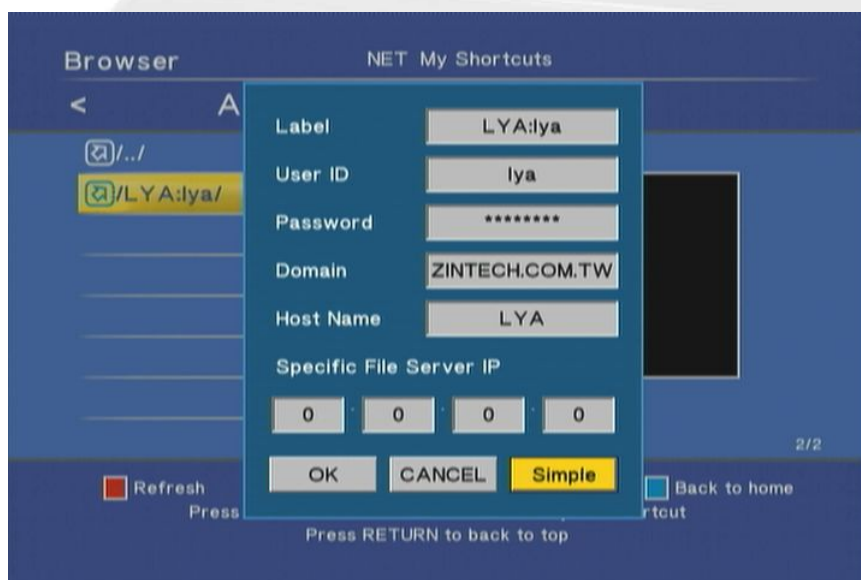 Browser NET My Shortcuts
< A
/../
/LYA:lya/
Label LYA:lya
User ID lya
Password ********
Domain ZINTECH.COM.TW
Host Name LYA
Specific File Server IP
0 . 0 . 0 . 0
OK CANCEL Simple
2/2
Refresh Back to home
Press rtcut
Press RETURN to back to top